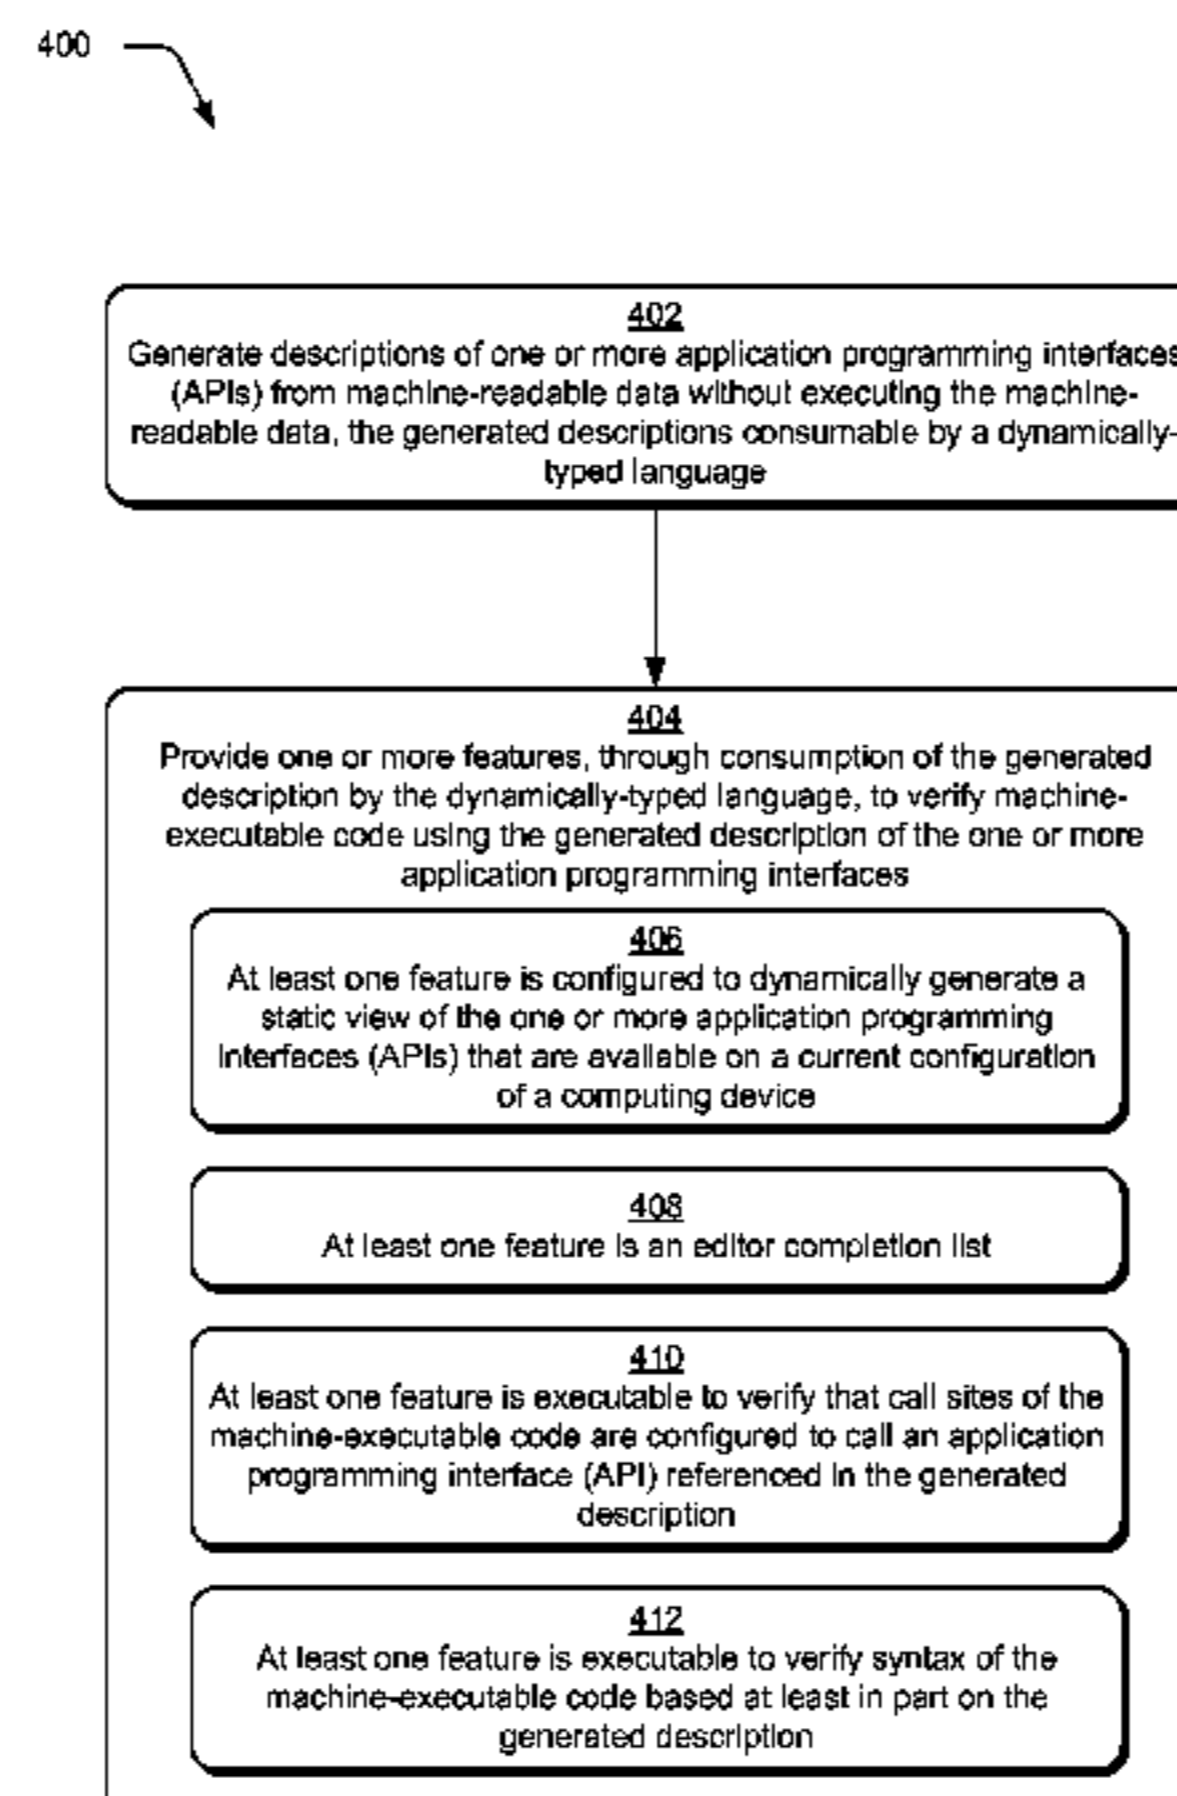 400
402
Generate descriptions of one or more application programming interfaces
(APIs) from machine-readable data without executing the machine-
readable data, the generated descriptions consumable by a dynamically-
typed language
404
Provide one or more features, through consumption of the generated
description by the dynamically-typed language, to verify machine-
executable code using the generated description of the one or more
application programming interfaces
406
At least one feature is configured to dynamically generate a
static view of the one or more application programming
interfaces (APIs) that are available on a current configuration
of a computing device
408
At least one feature is an editor completion list
410
At least one feature is executable to verify that call sites of the
machine-executable code are configured to call an application
programming interface (API) referenced in the generated
description
412
At least one feature is executable to verify syntax of the
machine-executable code based at least in part on the
generated description